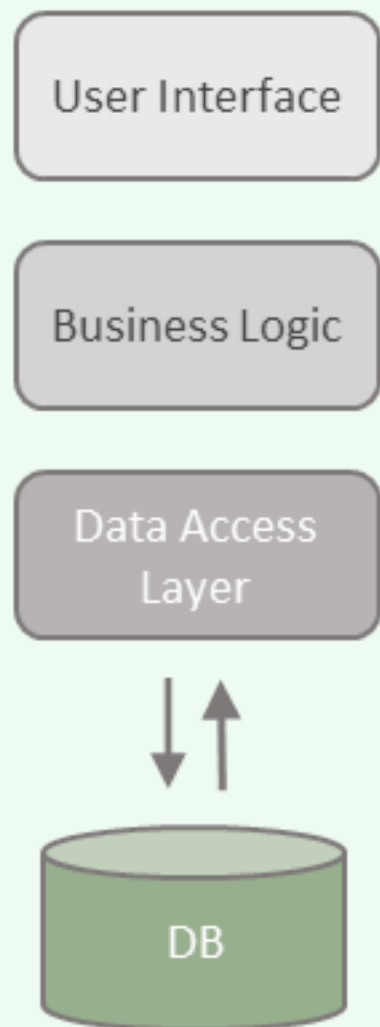 User Interface
Business Logic
Data Access
Layer
DB